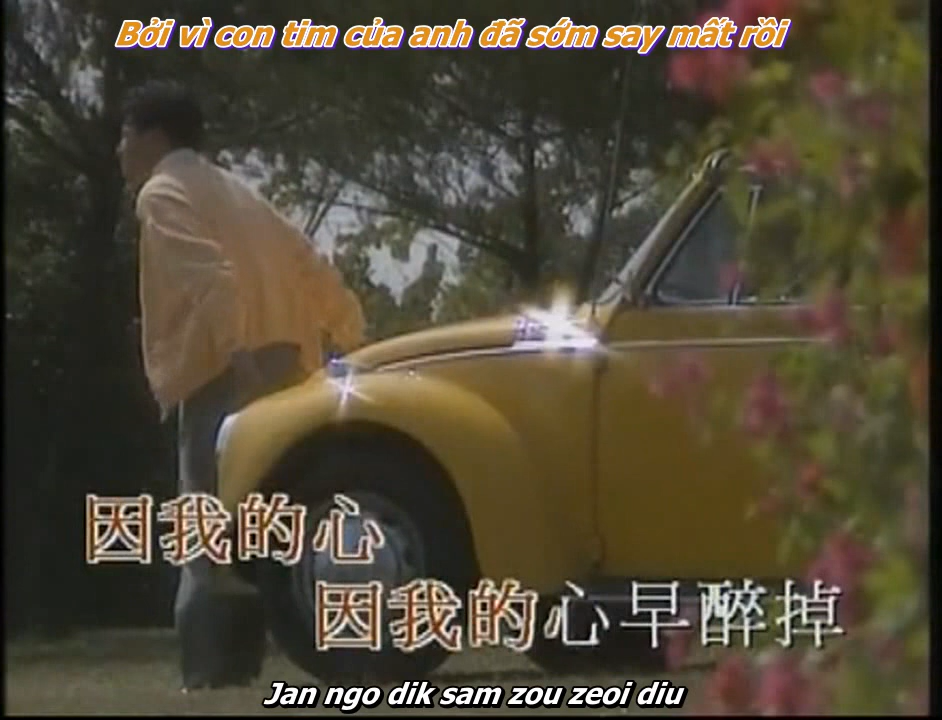 Bởi vì con tim của anh đã sớm say mất rồi
因我的心
因我的心早醉掉
Jan ngo dik sam zou zeoi diu